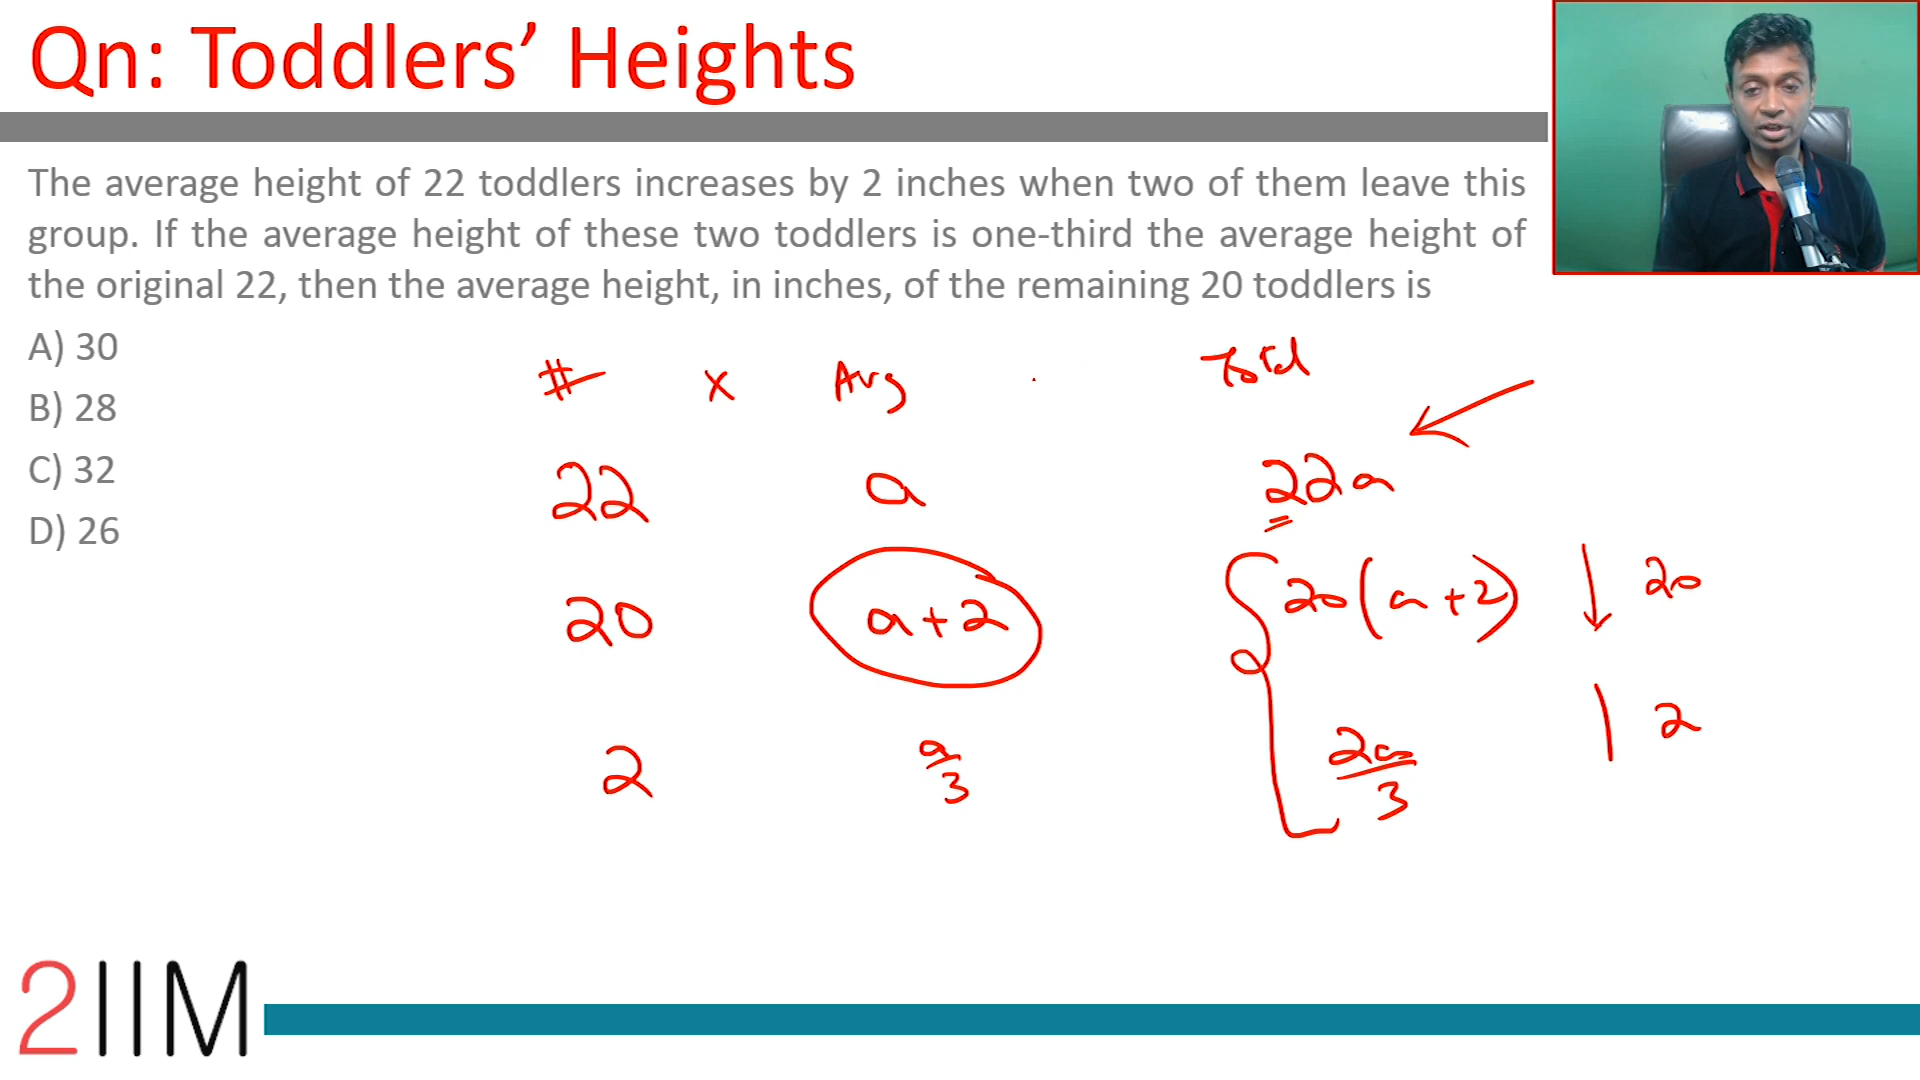 Qn: Toddlers’ Heights
The average height of 22 toddlers increases by 2 inches when two of them leave this
group. If the average height of these two toddlers is one-third the average height of
the original 22, then the average height, in inches, of the remaining 20 toddlers is
A) 30
B) 28
C) 32
D) 26
# x Avg Total
22 a 22a
20 a+2 20(a+2) 20
2 a/3 2a/3 2
2IIM